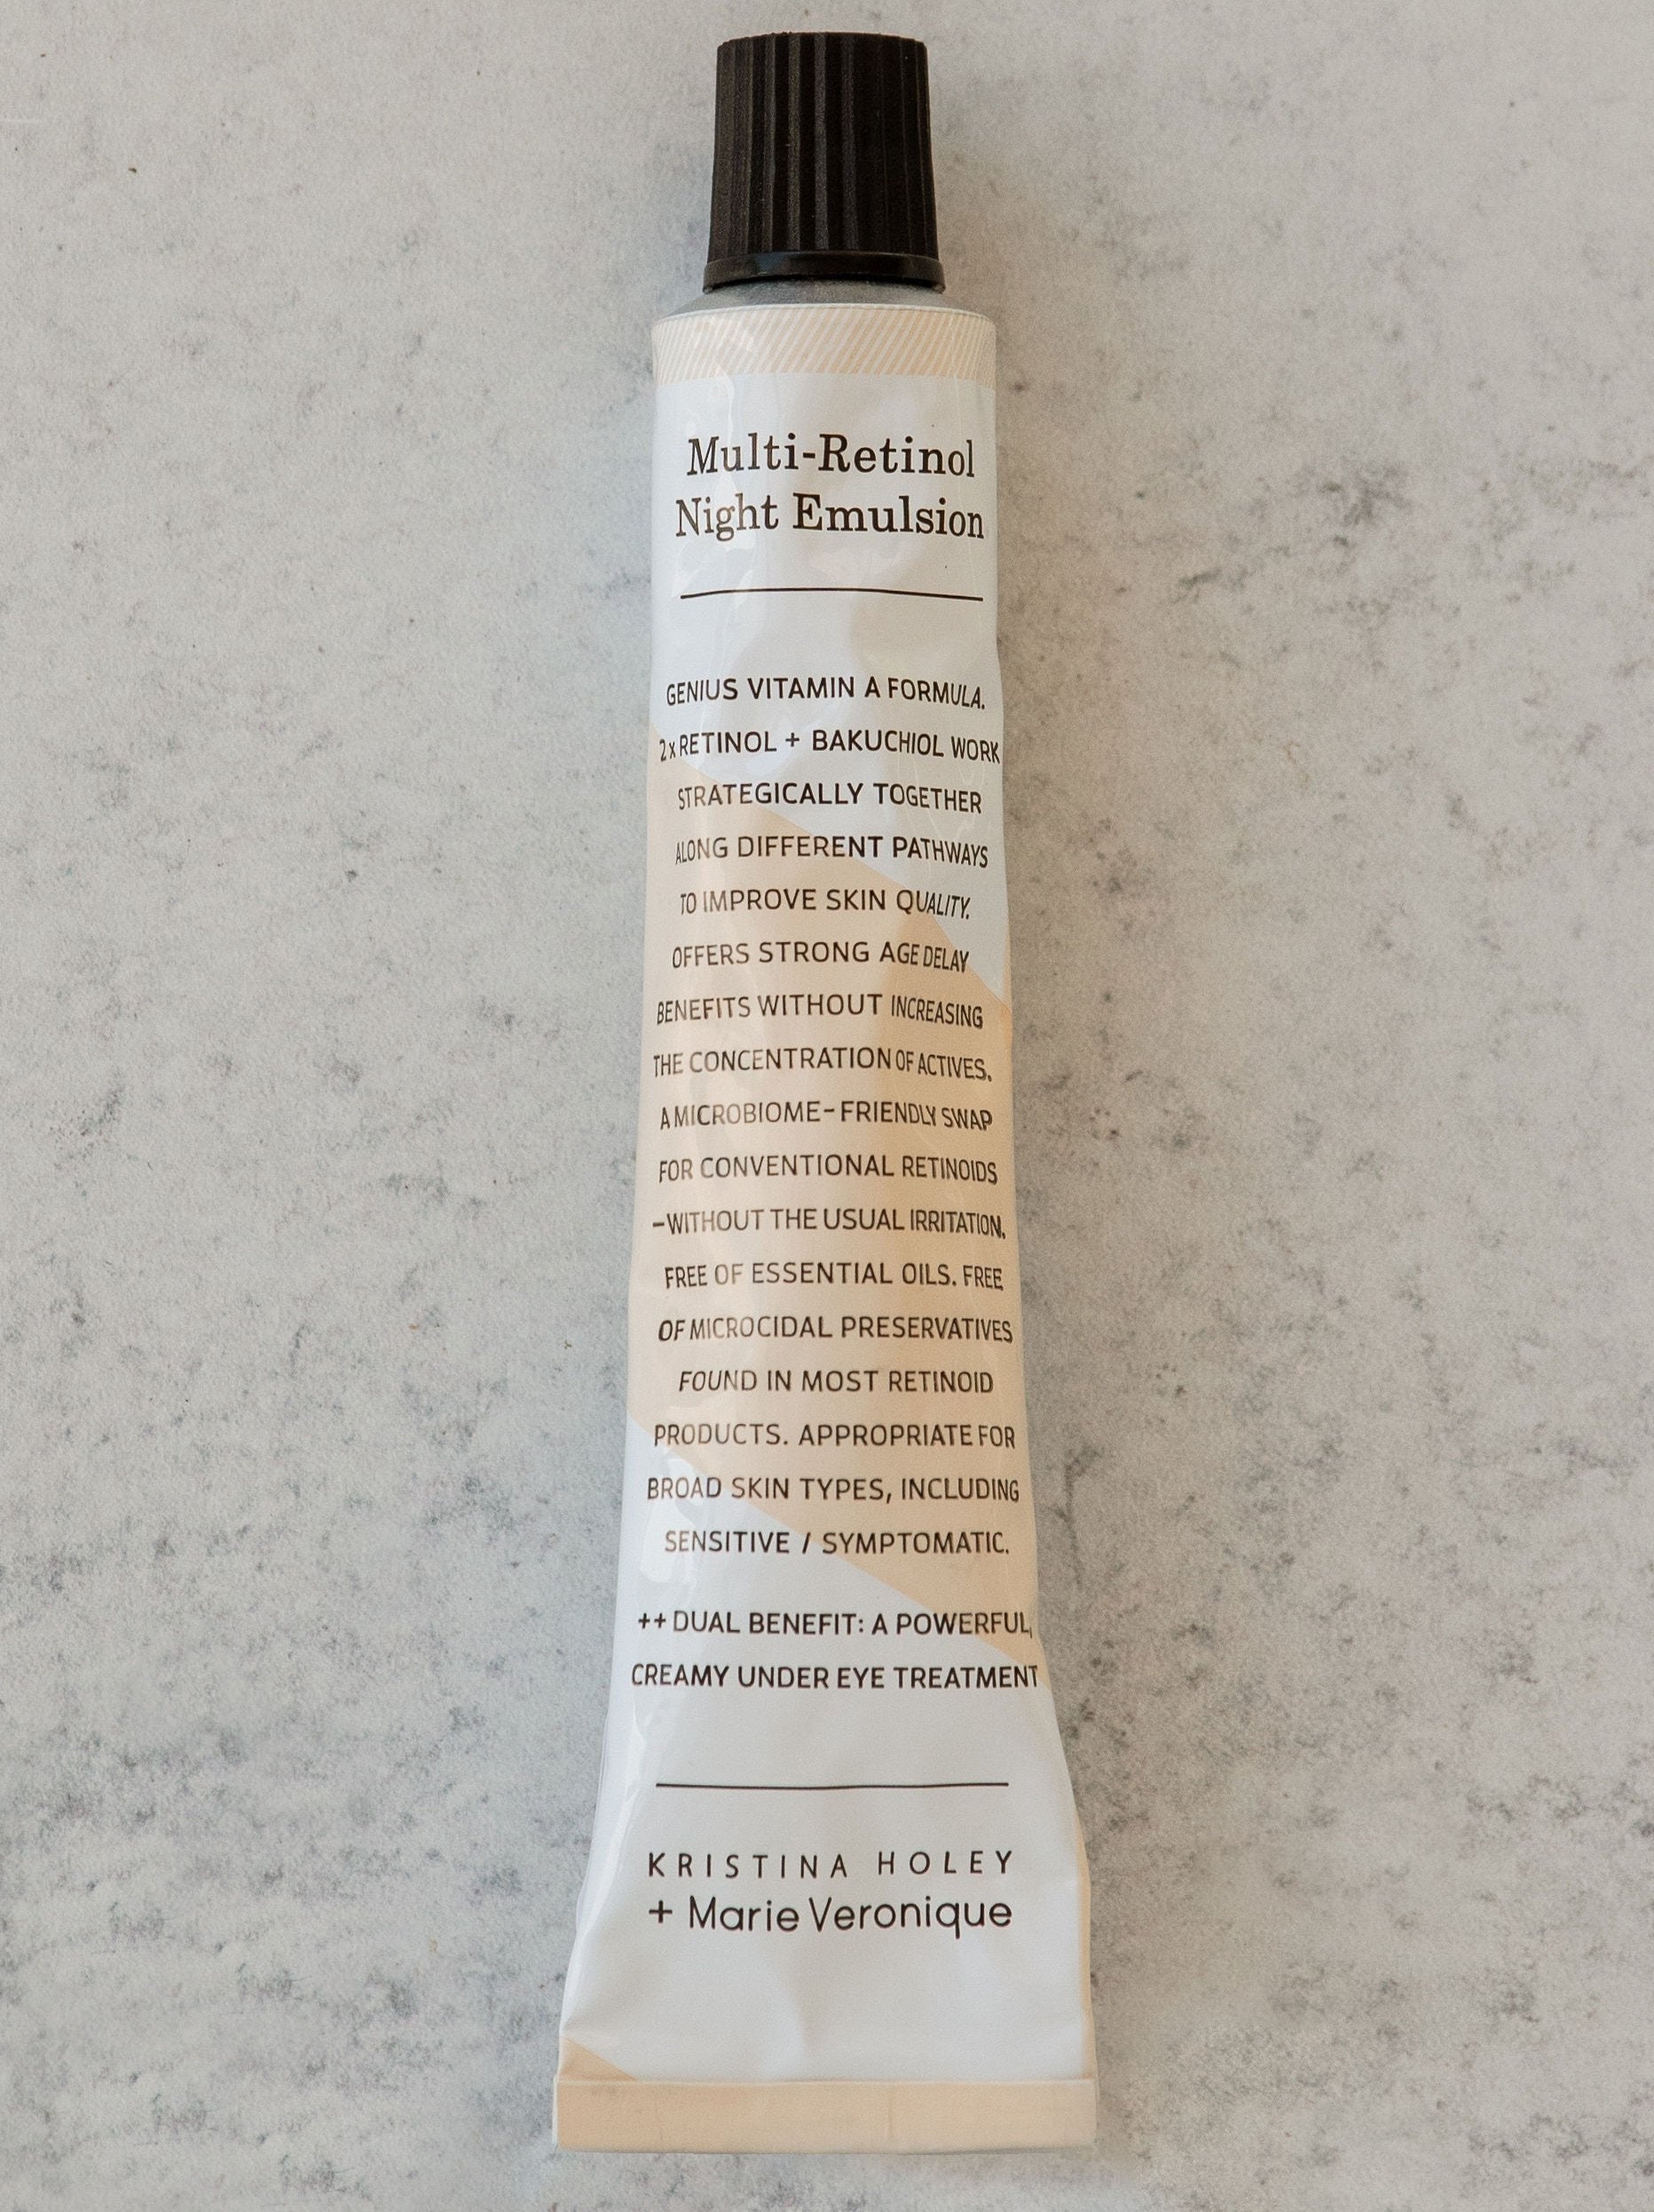 Multi-Retinol
Night Emulsion
GENIUS VITAMIN A FORMULA.
2x RETINOL + BAKUCHIOL WORK
STRATEGICALLY TOGETHER
ALONG DIFFERENT PATHWAYS
TO IMPROVE SKIN QUALITY.
OFFERS STRONG AGE DELAY
BENEFITS WITHOUT INCREASING
THE CONCENTRATION OF ACTIVES.
A MICROBIOME-FRIENDLY SWAP
FOR CONVENTIONAL RETINOIDS
-WITHOUT THE USUAL IRRITATION.
FREE OF ESSENTIAL OILS. FREE
OF MICROCIDAL PRESERVATIVES
FOUND IN MOST RETINOID
PRODUCTS. APPROPRIATE FOR
BROAD SKIN TYPES, INCLUDING
SENSITIVE / SYMPTOMATIC.
++ DUAL BENEFIT: A POWERFUL,
CREAMY UNDER EYE TREATMENT
KRISTINA HOLEY
+ Marie Veronique